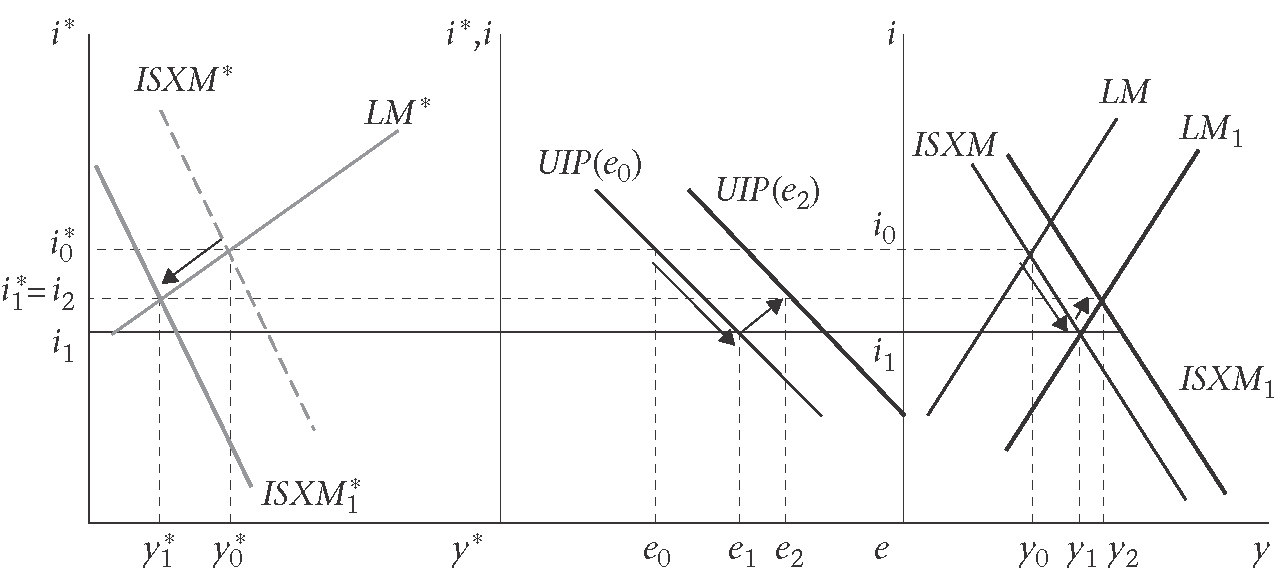 i*
i*,i
i
ISXM*
LM*
LM
LM₁
ISXM
UIP(e₀)
UIP(e₂)
i₀*
i₀
i₁*= i₂
i₁
i₁
ISXM₁
ISXM₁*
y₁* y₀* y*
e₀ e₁ e₂ e
y₀ y₁ y₂ y